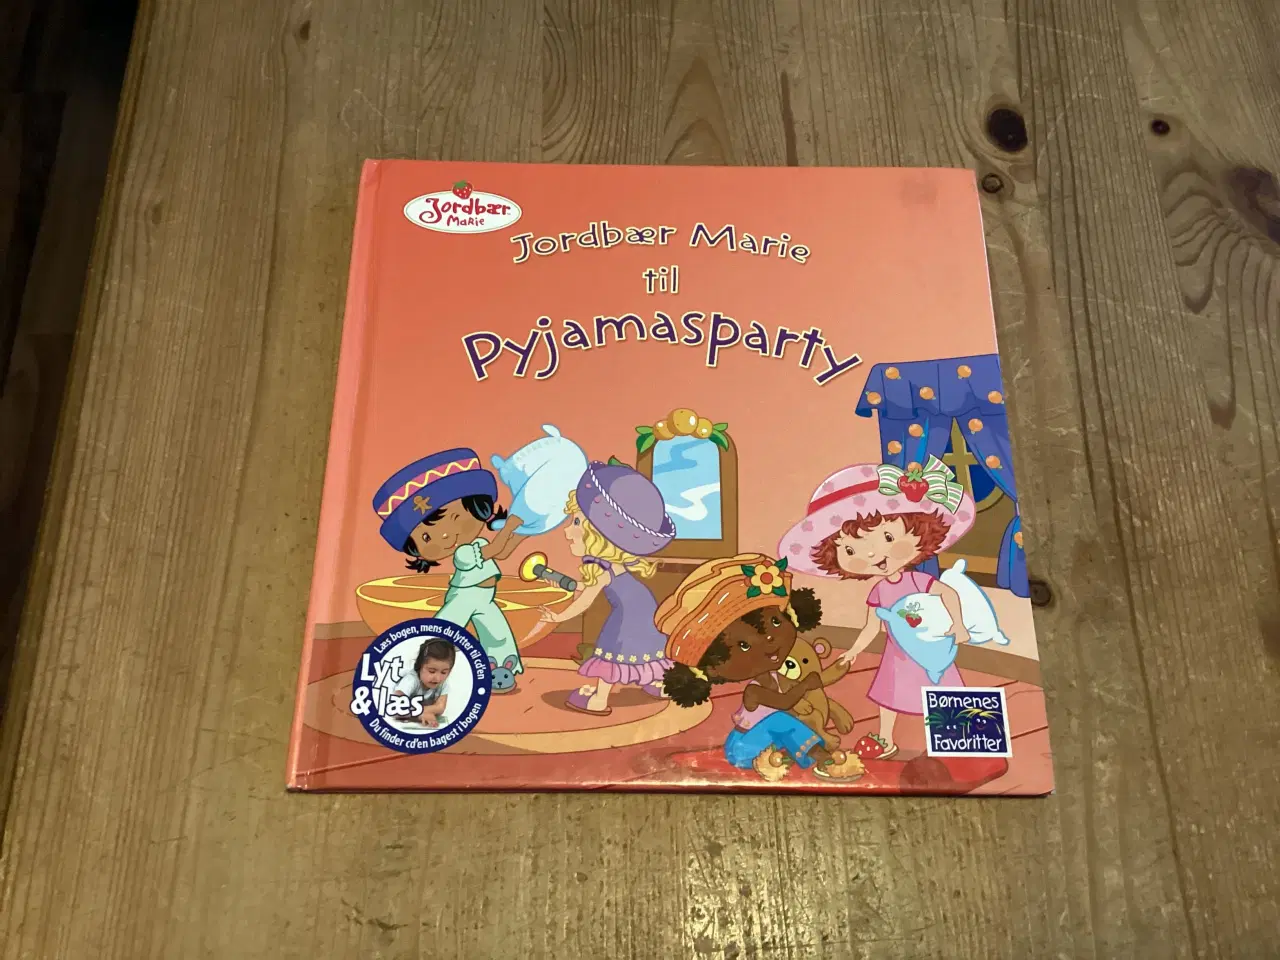 Jordbær
Marie
Jordbær Marie
til
Pyjamasparty
Læs bogen, mens du lytter til cd'en
Lyt
& læs
Du finder cd'en bagest i bogen
Børnenes
Favoritter